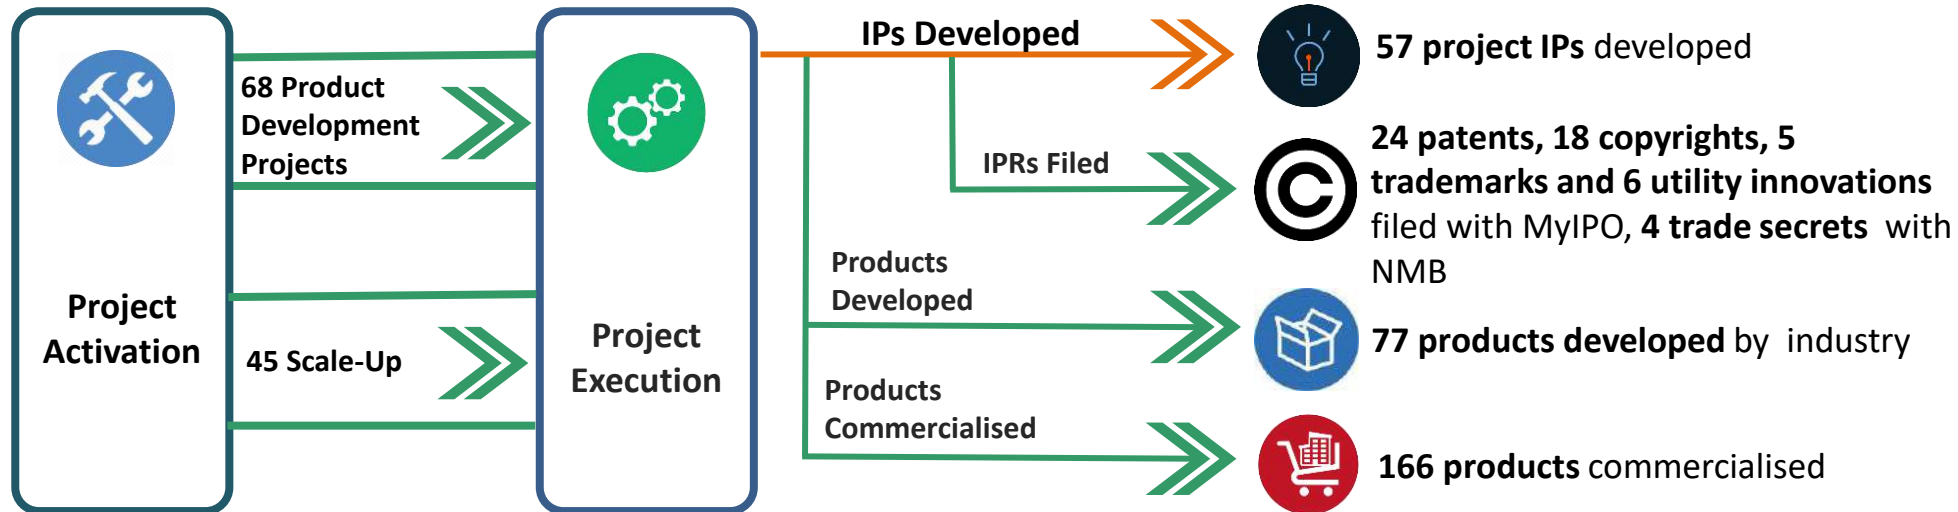 Project
Activation
68 Product
Development
Projects
45 Scale-Up
Project
Execution
IPs Developed
57 project IPs developed
IPRs Filed
24 patents, 18 copyrights, 5
trademarks and 6 utility innovations
filed with MyIPO, 4 trade secrets with
NMB
Products
Developed
77 products developed by industry
Products
Commercialised
166 products commercialised